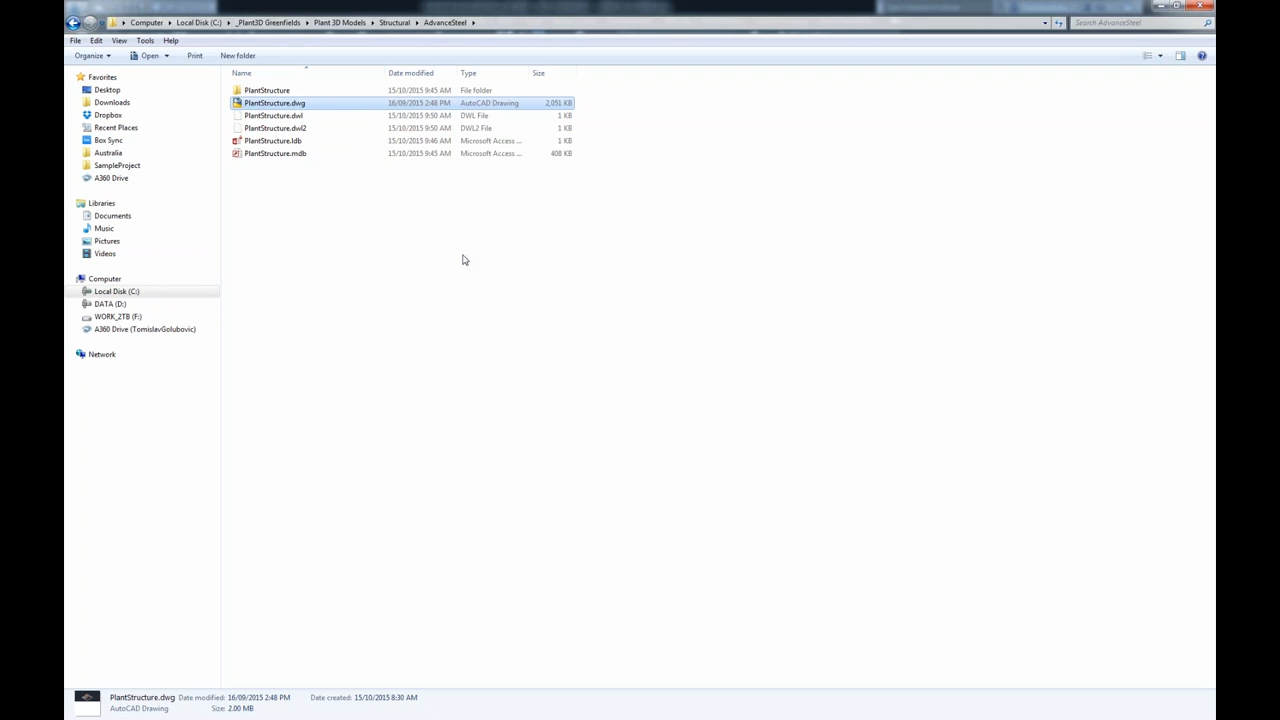 Computer ▸ Local Disk (C:) ▸ _Plant3D Greenfields ▸ Plant 3D Models ▸ Structural ▸ AdvanceSteel ▸ Search AdvanceSteel
File Edit View Tools Help
Organize Open Print New folder
Name Date modified Type Size
Favorites
Desktop
Downloads
Dropbox
Recent Places
Box Sync
Australia
SampleProject
A360 Drive
Libraries
Documents
Music
Pictures
Videos
Computer
Local Disk (C:)
DATA (D:)
WORK_2TB (F:)
A360 Drive (TomislavGolubovic)
Network
PlantStructure 15/10/2015 9:45 AM File folder
PlantStructure.dwg 16/09/2015 2:48 PM AutoCAD Drawing 2,051 KB
PlantStructure.dwl 15/10/2015 9:50 AM DWL File 1 KB
PlantStructure.dwl2 15/10/2015 9:50 AM DWL2 File 1 KB
PlantStructure.ldb 15/10/2015 9:46 AM Microsoft Access ... 1 KB
PlantStructure.mdb 15/10/2015 9:45 AM Microsoft Access ... 408 KB
PlantStructure.dwg Date modified: 16/09/2015 2:48 PM Date created: 15/10/2015 8:30 AM
AutoCAD Drawing Size: 2.00 MB